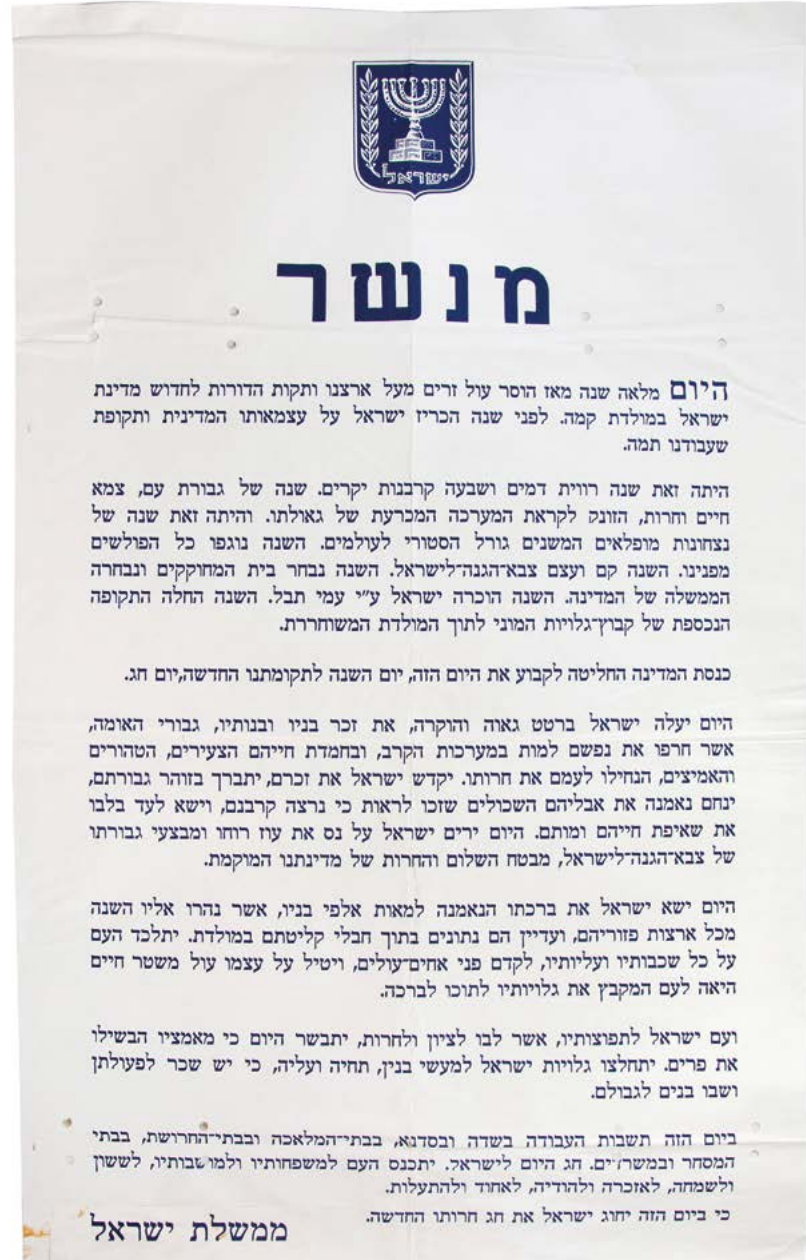 ישראל
מנשר
היום מלאה שנה מאז הוסר עול זרים מעל ארצנו ותקות הדורות לחדוש מדינת
ישראל במולדת קמה. לפני שנה הכריז ישראל על עצמאותו המדינית ותקופת
שעבודנו תמה.
היתה זאת שנה רווית דמים ושבעה קרבנות יקרים. שנה של גבורת עם, צמא
חיים וחרות, הזונק לקראת המערכה המכרעת של גאולתו. והיתה זאת שנה של
נצחונות מופלאים המשנים גורל הסטורי לעולמים. השנה נוגפו כל הפולשים
מפנינו. השנה קם ועצם צבא־הגנה־לישראל. השנה נבחר בית המחוקקים ונבחרה
הממשלה של המדינה. השנה הוכרה ישראל ע״י עמי תבל. השנה החלה התקופה
הנכספת של קבוץ־גלויות המוני לתוך המולדת המשוחררת.
כנסת המדינה החליטה לקבוע את היום הזה, יום השנה לתקומתנו החדשה,יום חג.
היום יעלה ישראל ברטט גאוה והוקרה, את זכר בניו ובנותיו, גבורי האומה,
אשר חרפו את נפשם למות במערכות הקרב, ובחמדת חייהם הצעירים, הטהורים
והאמיצים, הנחילו לעמם את חרותו. יקדש ישראל את זכרם, יתברך בזוהר גבורתם,
ינחם נאמנה את אבליהם השכולים שזכו לראות כי נרצה קרבנם, וישא לעד בלבו
את שאיפת חייהם ומותם. היום ירים ישראל על נס את עוז רוחו ומבצעי גבורתו
של צבא־הגנה־לישראל, מבטח השלום והחרות של מדינתנו המוקמת.
היום ישא ישראל את ברכתו הנאמנה למאות אלפי בניו, אשר נהרו אליו השנה
מכל ארצות פזוריהם, ועדיין הם נתונים בתוך חבלי קליטתם במולדת. יתלכד העם
על כל שכבותיו ועליותיו, לקדם פני אחים־עולים, ויטיל על עצמו עול משטר חיים
היאה לעם המקבץ את גלויותיו לתוכו לברכה.
ועם ישראל לתפוצותיו, אשר לבו לציון ולחרות, יתבשר היום כי מאמציו הבשילו
את פרים. יתחלצו גלויות ישראל למעשי בנין, תחיה ועליה, כי יש שכר לפעולתן
ושבו בנים לגבולם.
ביום הזה תשבות העבודה בשדה ובסדנא, בבתי־המלאכה ובבתי־החרושת, בבתי
המסחר ובמשרדים. חג היום לישראל. יתכנס העם למשפחותיו ולמושבותיו, לששון
ולשמחה, לאזכרה ולהודיה, לאחוד ולהתעלות.
כי ביום הזה יחוג ישראל את חג חרותו החדשה.
ממשלת ישראל